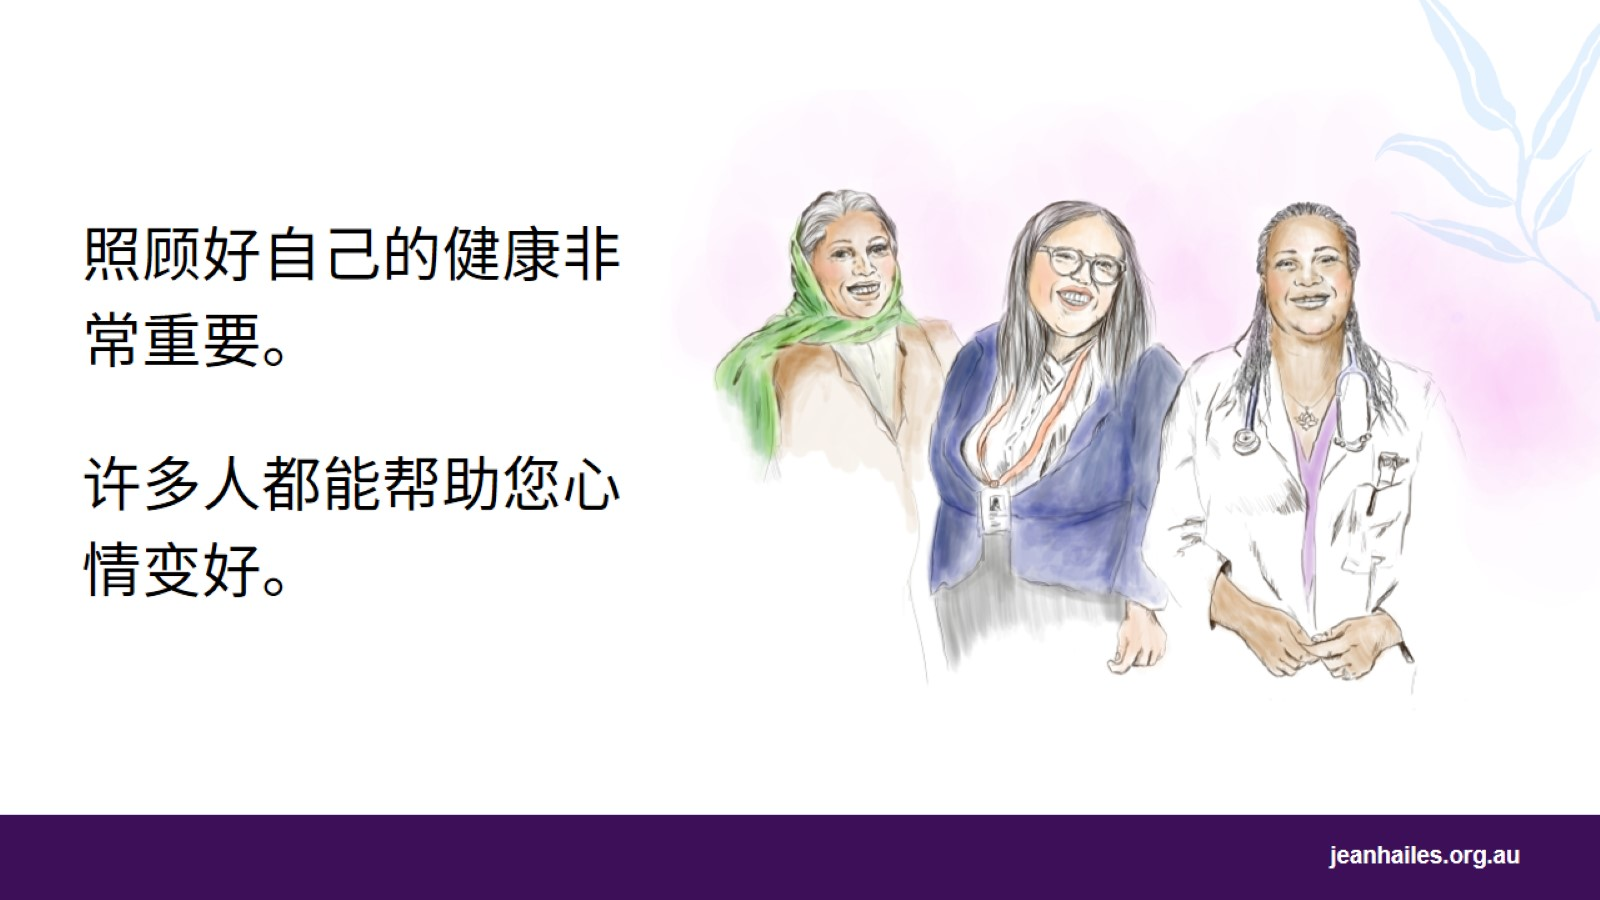 照顾好自己的健康非
常重要。
许多人都能帮助您心
情变好。
jeanhailes.org.au